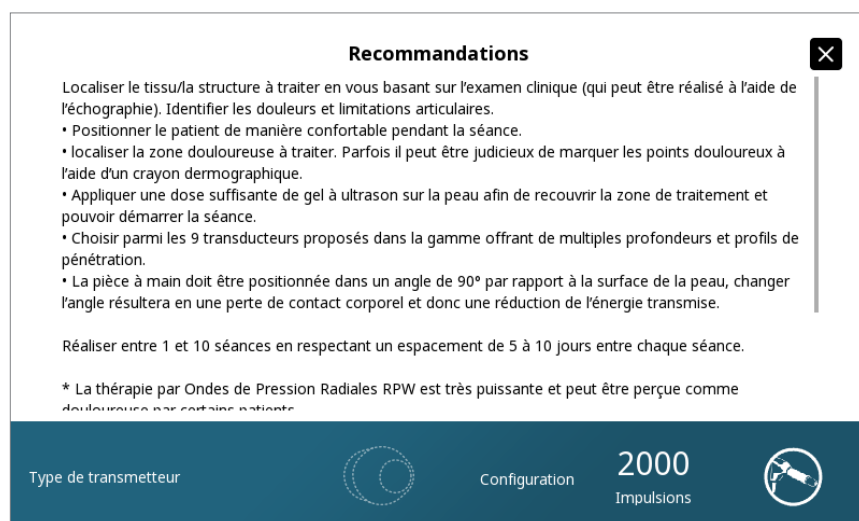 Recommandations
Localiser le tissu/la structure à traiter en vous basant sur l'examen clinique (qui peut être réalisé à l'aide de
l'échographie). Identifier les douleurs et limitations articulaires.
• Positionner le patient de manière confortable pendant la séance.
• localiser la zone douloureuse à traiter. Parfois il peut être judicieux de marquer les points douloureux à
l'aide d'un crayon dermographique.
• Appliquer une dose suffisante de gel à ultrason sur la peau afin de recouvrir la zone de traitement et
pouvoir démarrer la séance.
• Choisir parmi les 9 transducteurs proposés dans la gamme offrant de multiples profondeurs et profils de
pénétration.
• La pièce à main doit être positionnée dans un angle de 90° par rapport à la surface de la peau, changer
l'angle résultera en une perte de contact corporel et donc une réduction de l'énergie transmise.
Réaliser entre 1 et 10 séances en respectant un espacement de 5 à 10 jours entre chaque séance.
* La thérapie par Ondes de Pression Radiales RPW est très puissante et peut être perçue comme
douloureuse par certains patients
Type de transmetteur
Configuration
2000
Impulsions